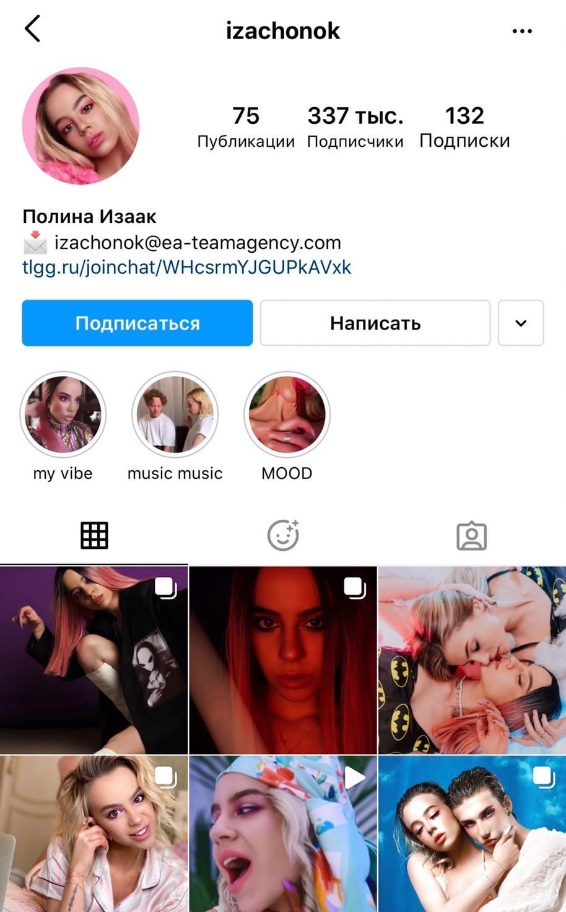 izachonok
75 337 тыс. 132
Публикации Подписчики Подписки
Полина Изаак
izachonok@ea-teamagency.com
tlgg.ru/joinchat/WHcsrmYJGUPkAVxk
Подписаться Написать
my vibe music music MOOD